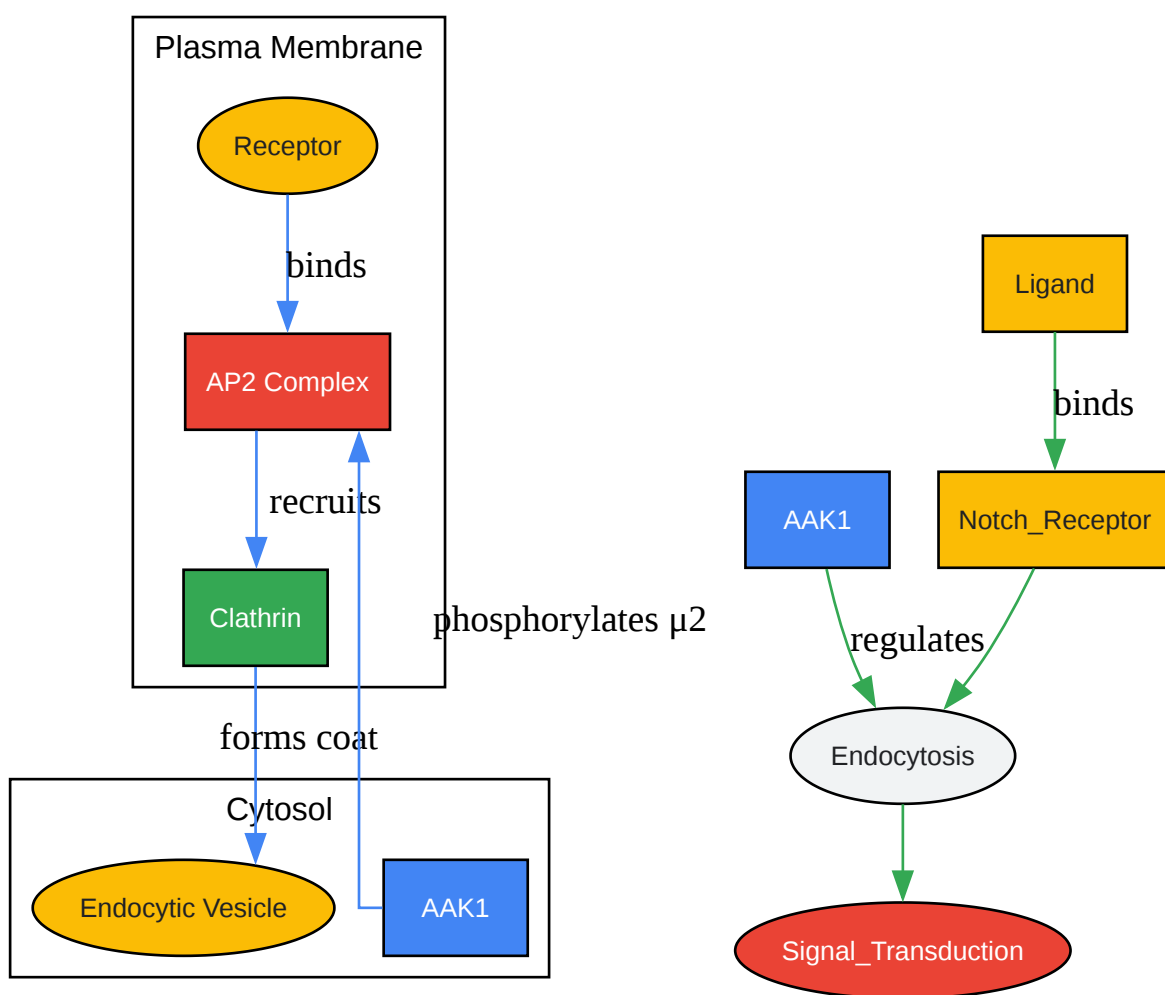 Plasma Membrane
Receptor
binds
AP2 Complex
recruits
Clathrin
phosphorylates μ2
forms coat
Cytosol
Endocytic Vesicle
AAK1
Ligand
binds
AAK1
Notch_Receptor
regulates
Endocytosis
Signal_Transduction